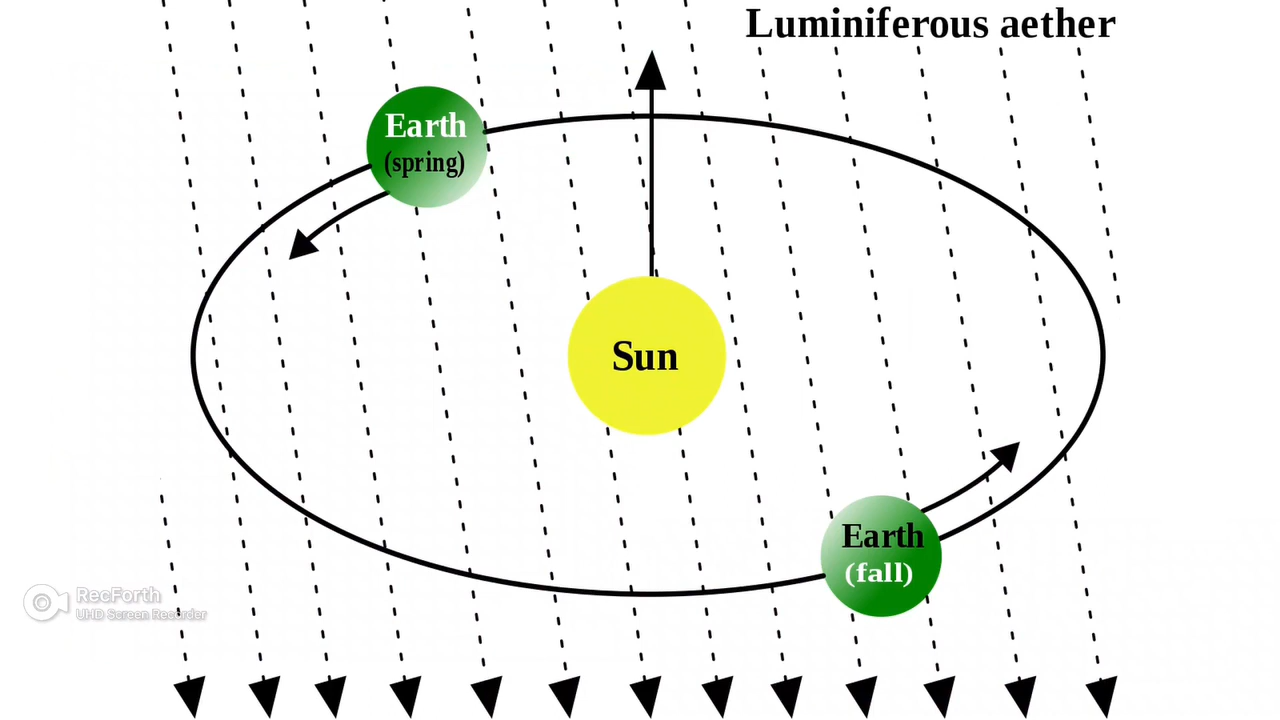 Luminiferous aether
Earth
(spring)
Sun
Earth
(fall)
RecForth
UHD Screen Recorder